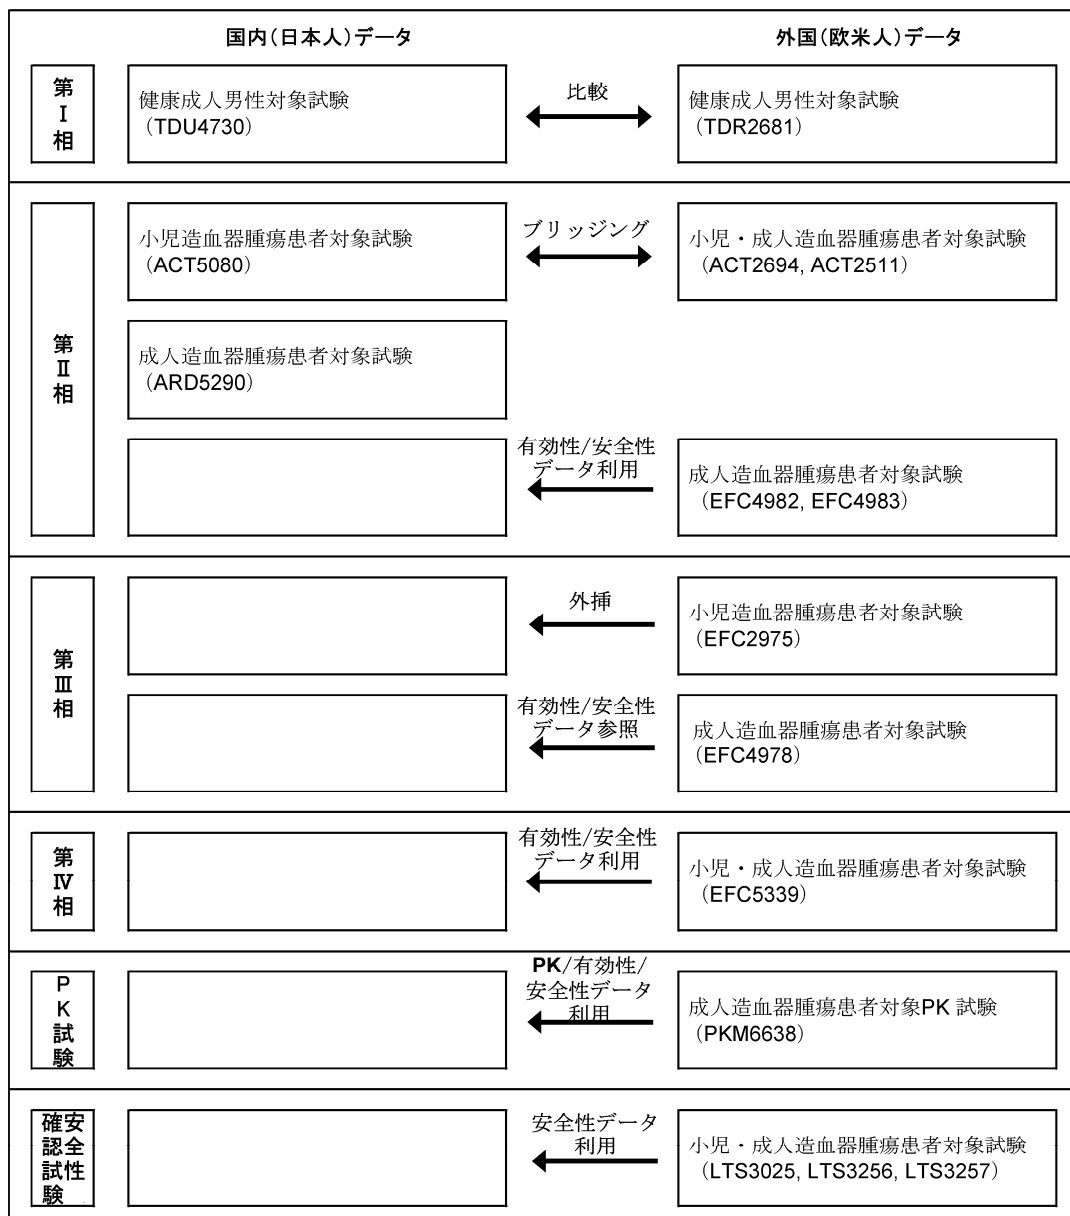 国内（日本人）データ
外国（欧米人）データ
第Ⅰ相
健康成人男性対象試験
（TDU4730）
比較
健康成人男性対象試験
（TDR2681）
第Ⅱ相
小児造血器腫瘍患者対象試験
（ACT5080）
ブリッジング
小児・成人造血器腫瘍患者対象試験
（ACT2694, ACT2511）
成人造血器腫瘍患者対象試験
（ARD5290）
有効性/安全性
データ利用
成人造血器腫瘍患者対象試験
（EFC4982, EFC4983）
第Ⅲ相
外挿
小児造血器腫瘍患者対象試験
（EFC2975）
有効性/安全性
データ参照
成人造血器腫瘍患者対象試験
（EFC4978）
第Ⅳ相
有効性/安全性
データ利用
小児・成人造血器腫瘍患者対象試験
（EFC5339）
PK試験
PK/有効性/
安全性データ
利用
成人造血器腫瘍患者対象PK 試験
（PKM6638）
安全性
確認試験
安全性データ
利用
小児・成人造血器腫瘍患者対象試験
（LTS3025, LTS3256, LTS3257）